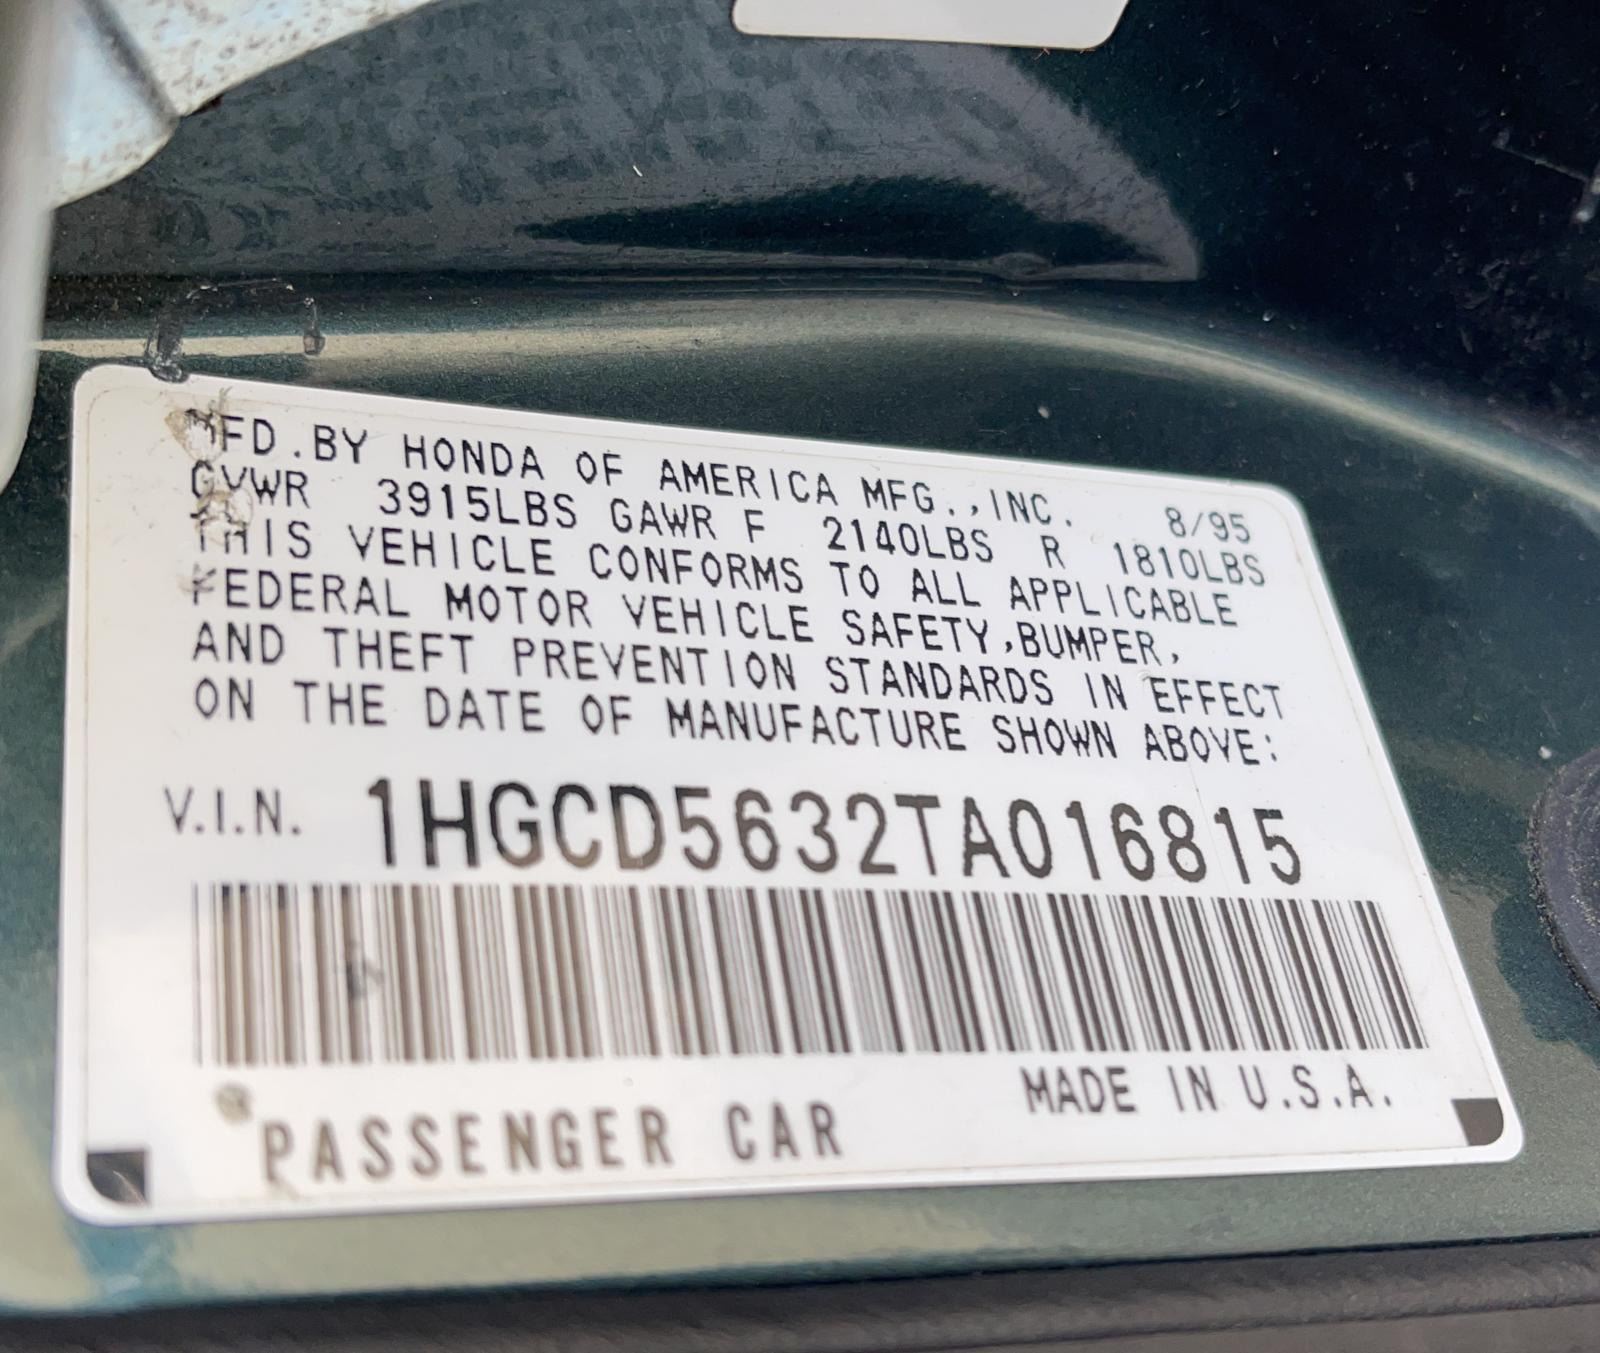 MFD.BY HONDA OF AMERICA MFG.,INC. 8/95
GVWR 3915LBS GAWR F 2140LBS R 1810LBS
THIS VEHICLE CONFORMS TO ALL APPLICABLE
FEDERAL MOTOR VEHICLE SAFETY,BUMPER,
AND THEFT PREVENTION STANDARDS IN EFFECT
ON THE DATE OF MANUFACTURE SHOWN ABOVE:
V.I.N. 1HGCD5632TA016815
PASSENGER CAR MADE IN U.S.A.